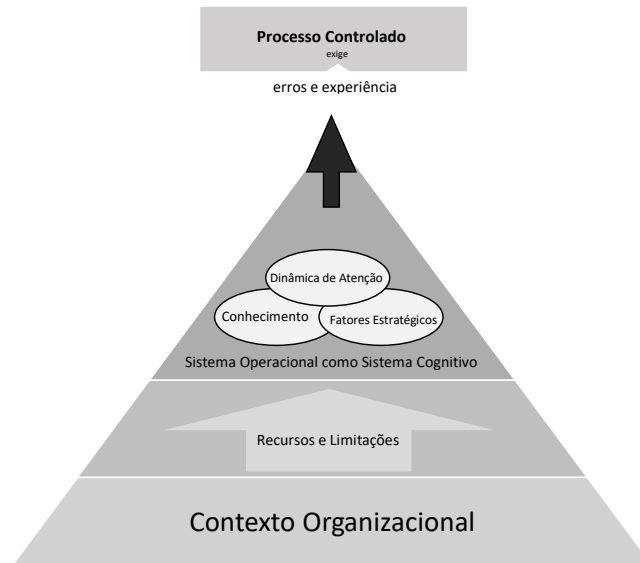 Processo Controlado
exige
erros e experiência
Dinâmica de Atenção
Conhecimento
Fatores Estratégicos
Sistema Operacional como Sistema Cognitivo
Recursos e Limitações
Contexto Organizacional